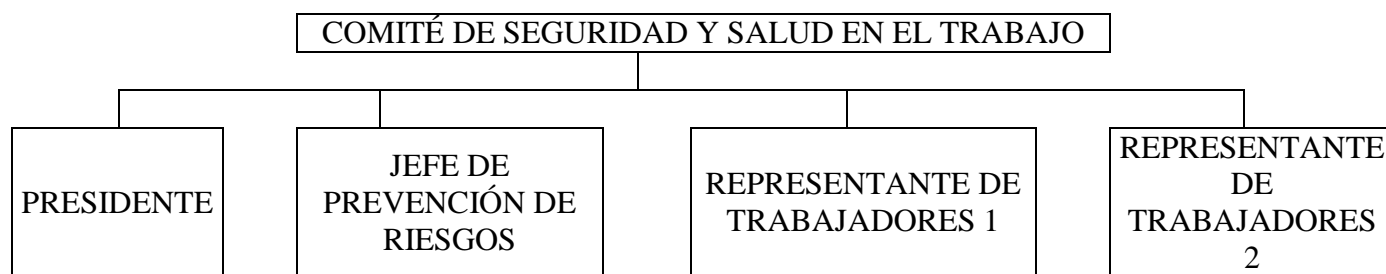 COMITÉ DE SEGURIDAD Y SALUD EN EL TRABAJO
PRESIDENTE
JEFE DE
PREVENCIÓN DE
RIESGOS
REPRESENTANTE DE
TRABAJADORES 1
REPRESENTANTE
DE
TRABAJADORES
2